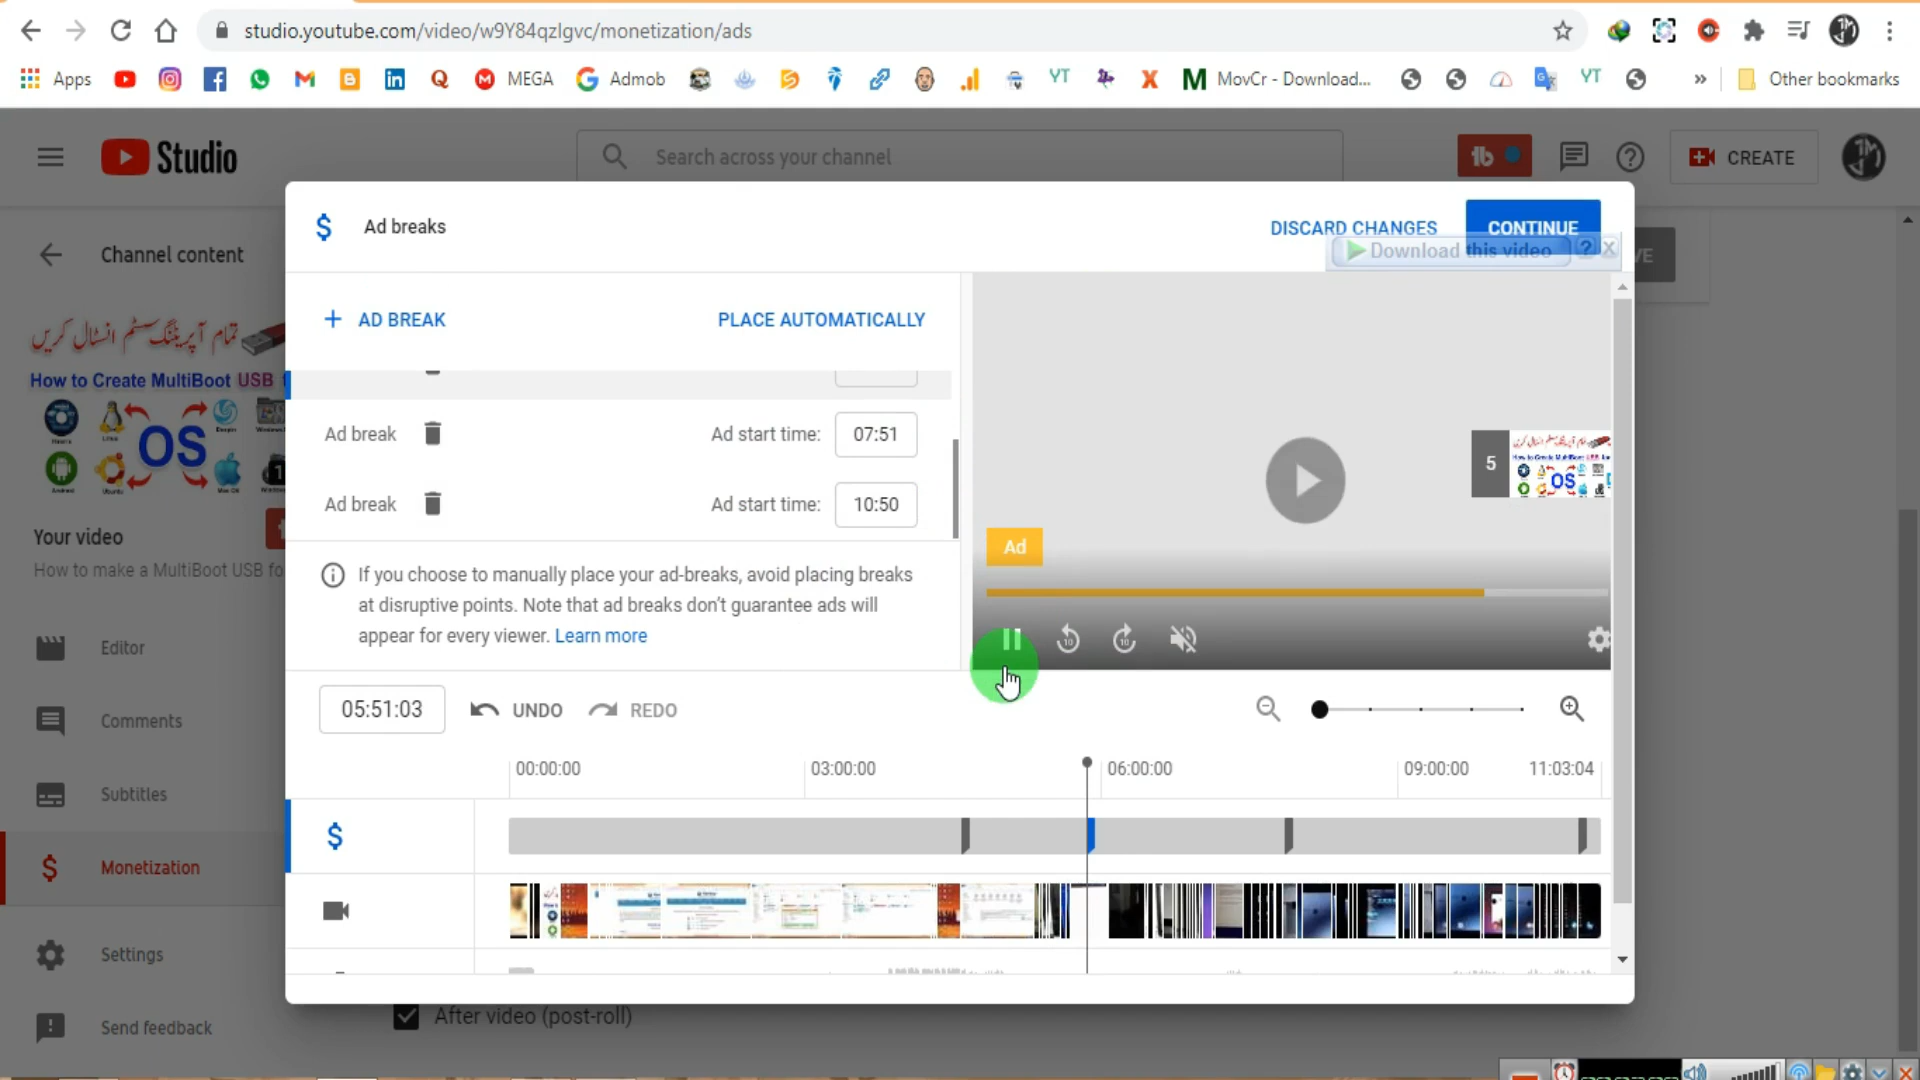 studio.youtube.com/video/w9Y84qzlgvc/monetization/ads
Apps
MEGA
Admob
YT
MovCr - Download...
YT
»
Other bookmarks
Studio
Search across your channel
CREATE
Ad breaks
DISCARD CHANGES
CONTINUE
Download this video
Channel content
+ AD BREAK
PLACE AUTOMATICALLY
تمام آپریٹنگ سسٹم انسٹال کریں
How to Create MultiBoot USB
OS
Ad break
Ad start time:
07:51
Ad break
Ad start time:
10:50
5
Ad
Your video
How to make a MultiBoot USB fo
If you choose to manually place your ad-breaks, avoid placing breaks
at disruptive points. Note that ad breaks don't guarantee ads will
appear for every viewer. Learn more
Editor
05:51:03
UNDO
REDO
Comments
00:00:00
03:00:00
06:00:00
09:00:00
11:03:04
Subtitles
Monetization
Settings
After video (post-roll)
Send feedback